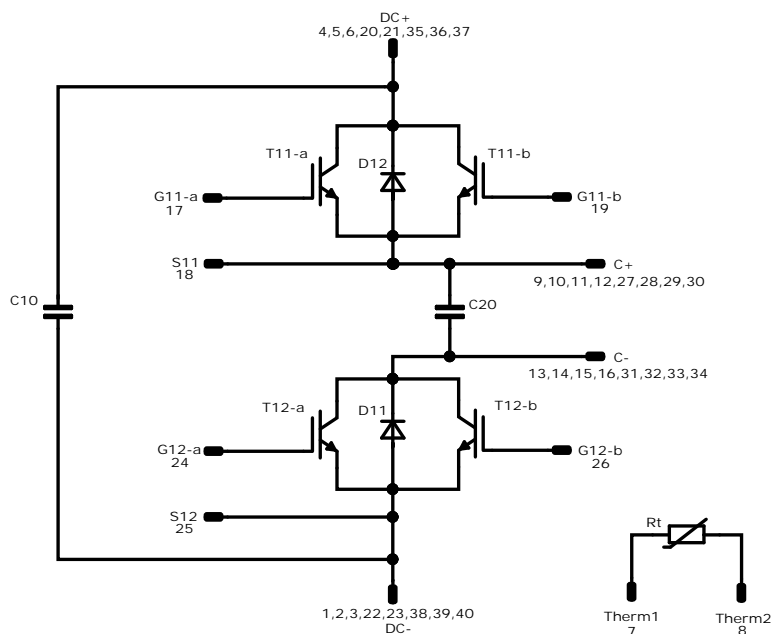 DC+
4,5,6,20,21,35,36,37
T11-a
D12
T11-b
G11-a
17
G11-b
19
S11
18
C+
9,10,11,12,27,28,29,30
C10
C20
C-
13,14,15,16,31,32,33,34
T12-a
D11
T12-b
G12-a
24
G12-b
26
S12
25
Rt
1,2,3,22,23,38,39,40
DC-
Therm1
7
Therm2
8